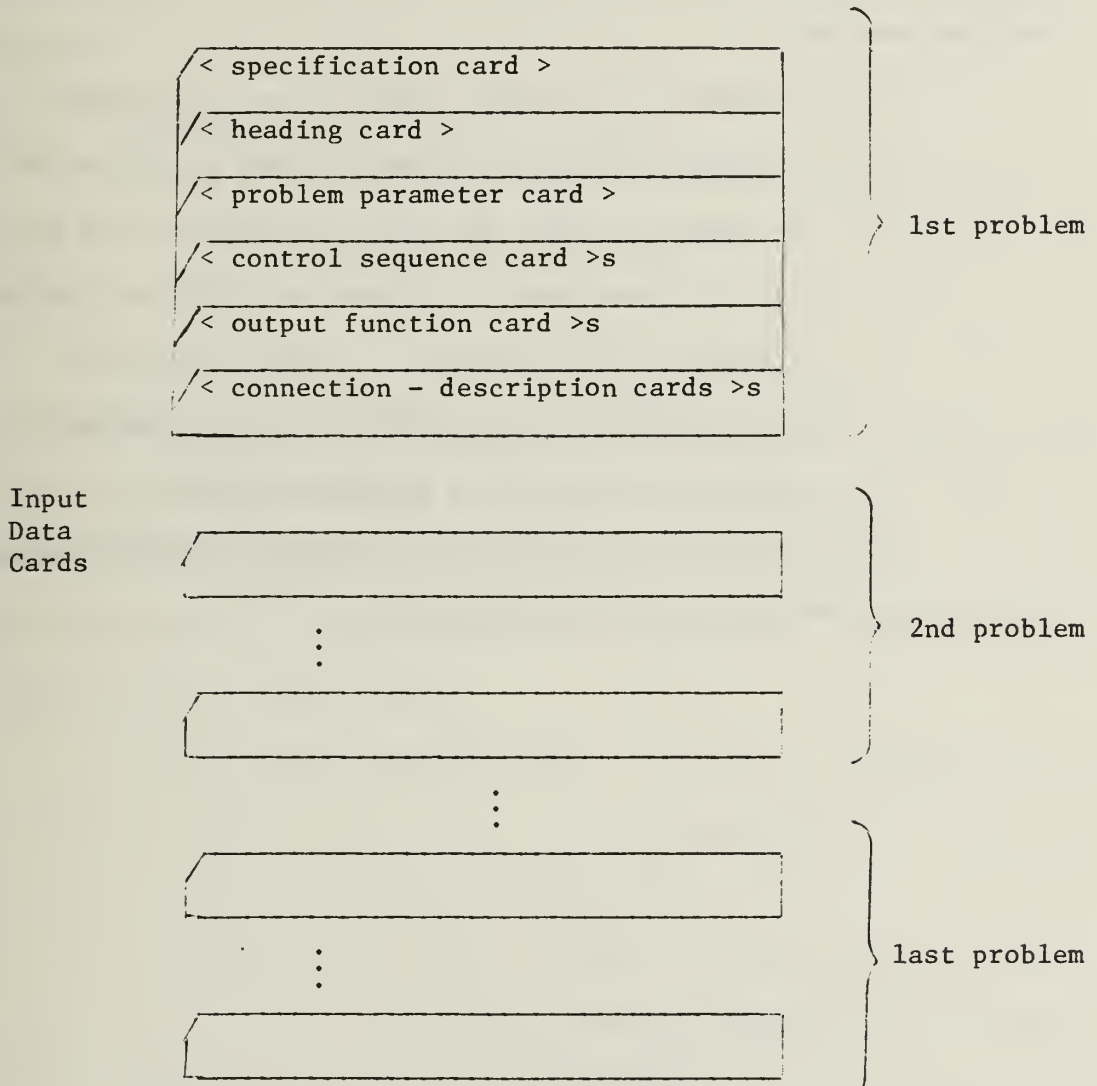 < specification card >
< heading card >
< problem parameter card >
< control sequence card >s
< output function card >s
< connection – description cards >s
1st problem
Input
Data
Cards
2nd problem
last problem